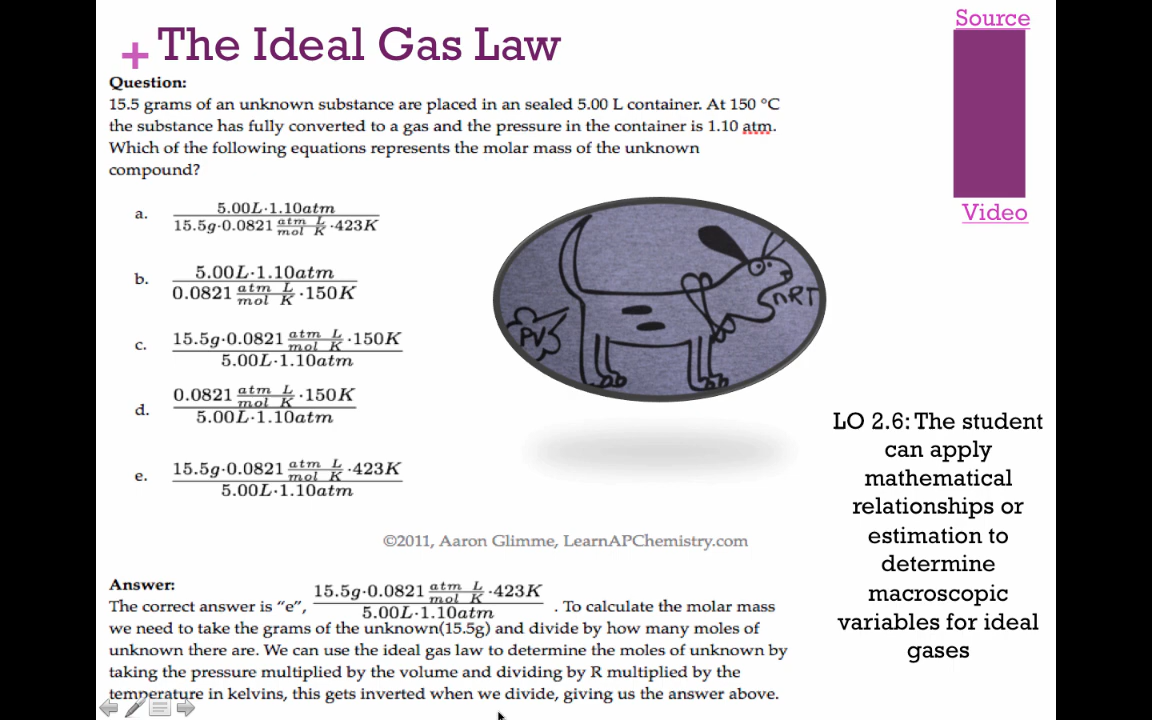 + The Ideal Gas Law
Source
Question:
15.5 grams of an unknown substance are placed in an sealed 5.00 L container. At 150 °C
the substance has fully converted to a gas and the pressure in the container is 1.10 atm.
Which of the following equations represents the molar mass of the unknown
compound?
Video
a. 5.00L·1.10atm
15.5g·0.0821 atm/mol L/K ·423K
b. 5.00L·1.10atm
0.0821 atm/mol L/K ·150K
c. 15.5g·0.0821 atm/mol L/K ·150K
5.00L·1.10atm
d. 0.0821 atm/mol L/K ·150K
5.00L·1.10atm
e. 15.5g·0.0821 atm/mol L/K ·423K
5.00L·1.10atm
PV
nRT
LO 2.6: The student
can apply
mathematical
relationships or
estimation to
determine
macroscopic
variables for ideal
gases
©2011, Aaron Glimme, LearnAPChemistry.com
Answer:
The correct answer is “e”, 15.5g·0.0821 atm/mol L/K ·423K
5.00L·1.10atm . To calculate the molar mass
we need to take the grams of the unknown(15.5g) and divide by how many moles of
unknown there are. We can use the ideal gas law to determine the moles of unknown by
taking the pressure multiplied by the volume and dividing by R multiplied by the
temperature in kelvins, this gets inverted when we divide, giving us the answer above.